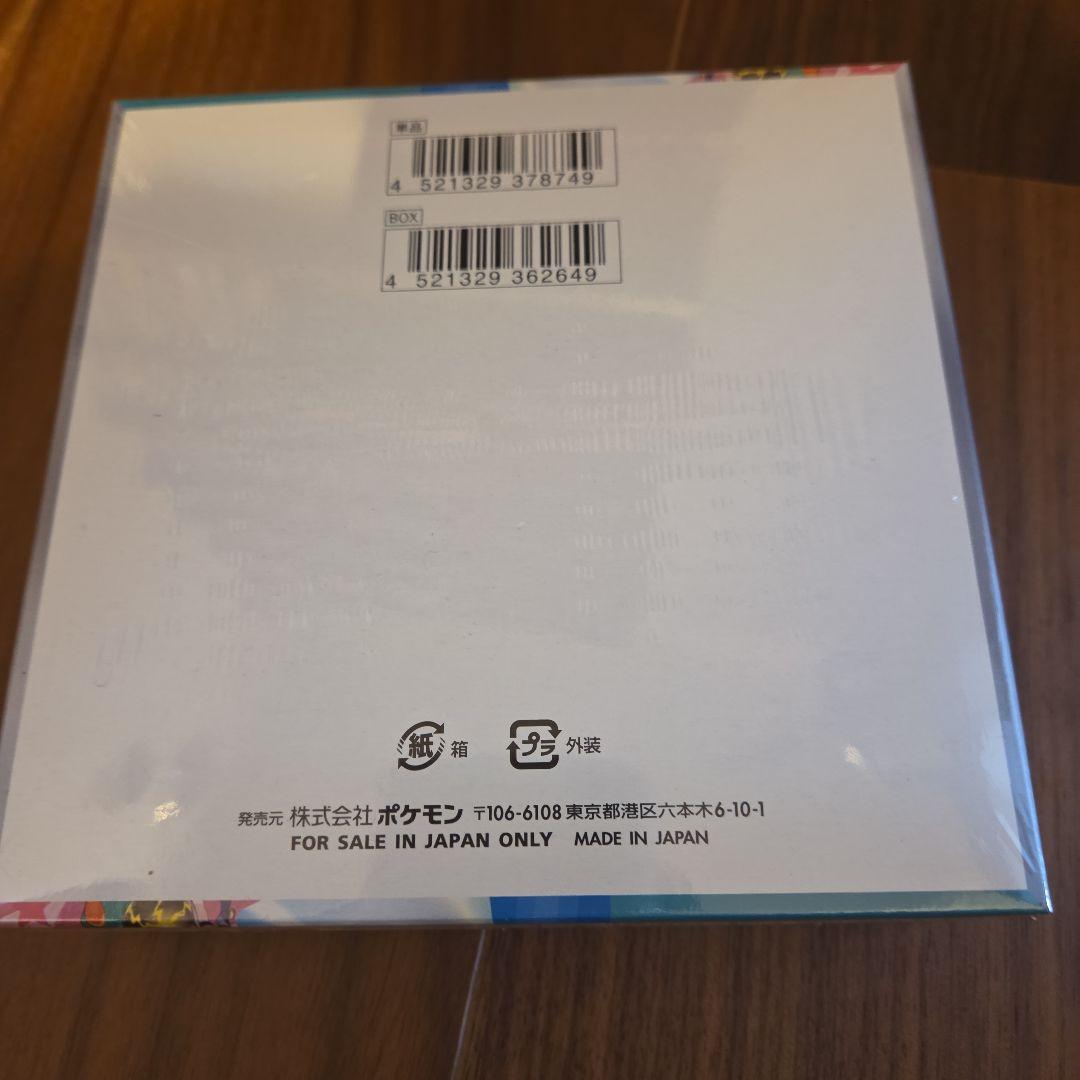 単品
4 521329 378749
BOX
4 521329 362649
紙 箱 プラ 外装
発売元 株式会社 ポケモン 〒106-6108 東京都港区六本木6-10-1
FOR SALE IN JAPAN ONLY MADE IN JAPAN